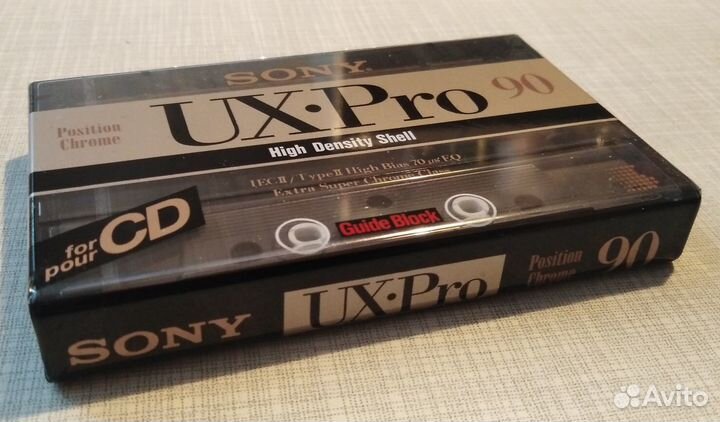 SONY
UX·Pro 90
Position
Chrome
High Density Shell
IEC II / Type II High Bias 70 µs EQ
Extra Super Chrome Class
for
pour CD
Guide Block
SONY UX·Pro Position
Chrome 90
Avito